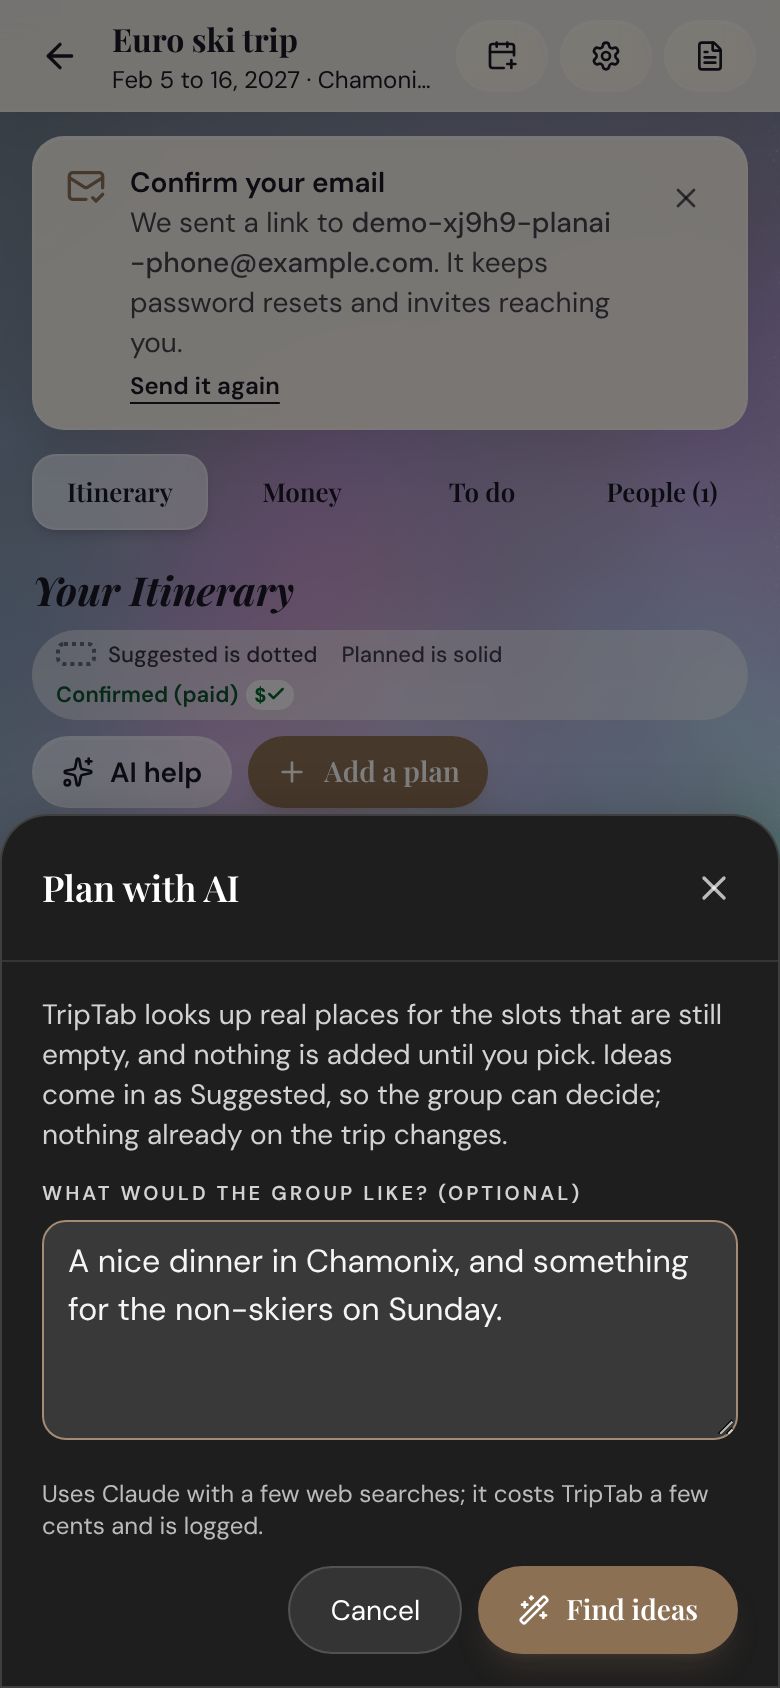 Euro ski trip
Feb 5 to 16, 2027 · Chamoni...
Confirm your email
We sent a link to demo-xj9h9-planai
-phone@example.com. It keeps
password resets and invites reaching
you.
Send it again
Itinerary
Money
To do
People (1)
Your Itinerary
Suggested is dotted
Planned is solid
Confirmed (paid) $✓
AI help
+ Add a plan
Plan with AI
TripTab looks up real places for the slots that are still
empty, and nothing is added until you pick. Ideas
come in as Suggested, so the group can decide;
nothing already on the trip changes.
WHAT WOULD THE GROUP LIKE? (OPTIONAL)
A nice dinner in Chamonix, and something
for the non-skiers on Sunday.
Uses Claude with a few web searches; it costs TripTab a few
cents and is logged.
Cancel
Find ideas